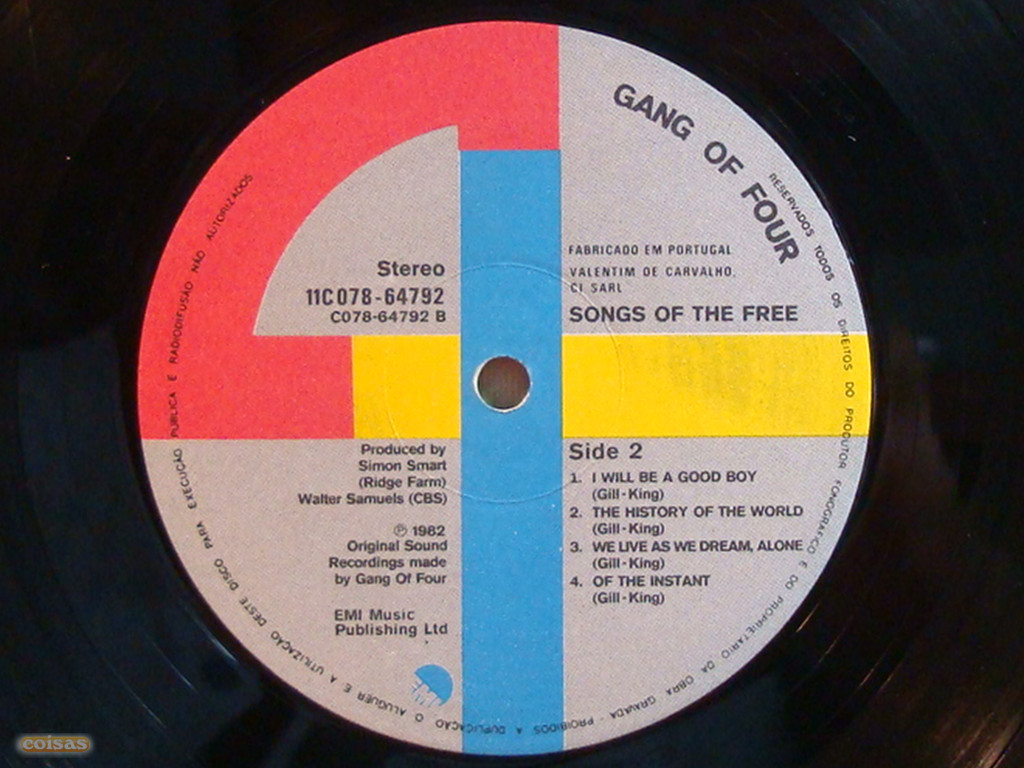 GANG OF FOUR
RESERVADOS TODOS OS DIREITOS DO PRODUTOR FONOGRÁFICO E DO PROPRIETÁRIO DA OBRA GRAVADA - PROIBIDOS A DUPLICAÇÃO O ALUGUER E A UTILIZAÇÃO DESTE DISCO PARA EXECUÇÃO PÚBLICA E RADIODIFUSÃO NÃO AUTORIZADOS
Stereo
11C078-64792
C078-64792 B
FABRICADO EM PORTUGAL
VALENTIM DE CARVALHO,
CI SARL
SONGS OF THE FREE
Produced by
Simon Smart
(Ridge Farm)
Walter Samuels (CBS)
℗ 1982
Original Sound
Recordings made
by Gang Of Four
EMI Music
Publishing Ltd
Side 2
1. I WILL BE A GOOD BOY
(Gill-King)
2. THE HISTORY OF THE WORLD
(Gill-King)
3. WE LIVE AS WE DREAM, ALONE
(Gill-King)
4. OF THE INSTANT
(Gill-King)
EMI
coisas